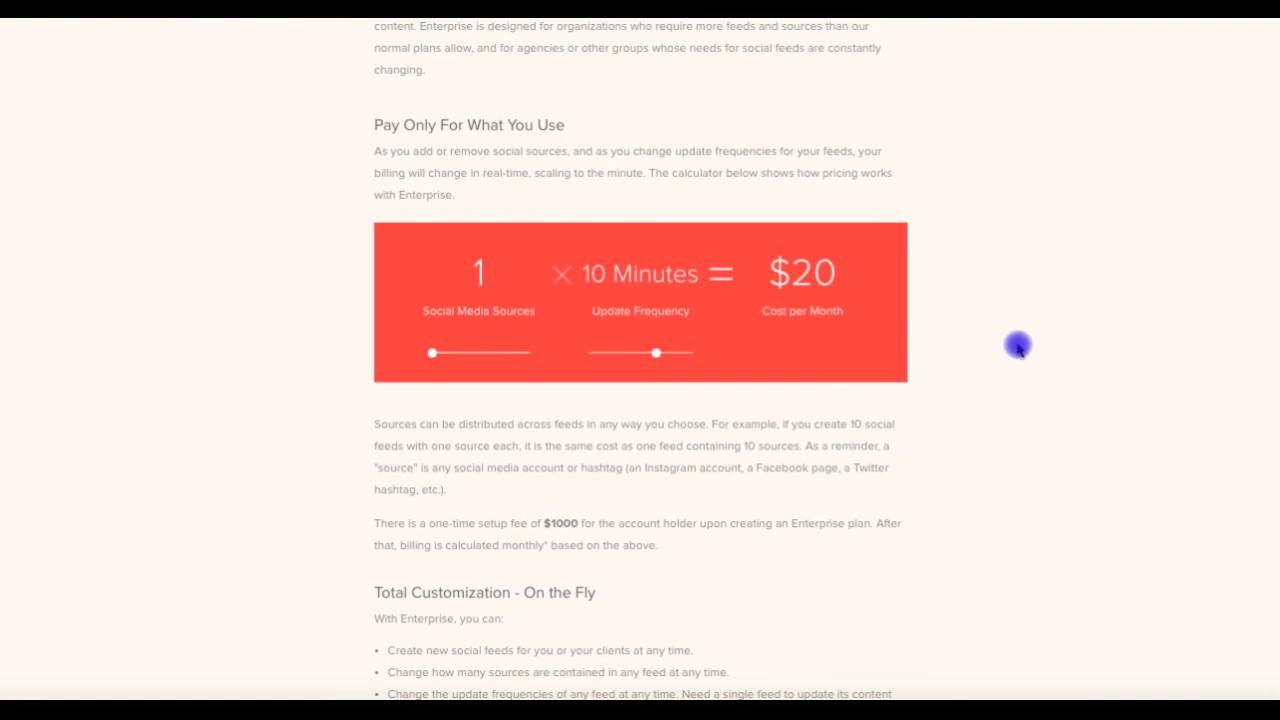 content. Enterprise is designed for organizations who require more feeds and sources than our
normal plans allow, and for agencies or other groups whose needs for social feeds are constantly
changing.
Pay Only For What You Use
As you add or remove social sources, and as you change update frequencies for your feeds, your
billing will change in real-time, scaling to the minute. The calculator below shows how pricing works
with Enterprise.
1 × 10 Minutes = $20
Social Media Sources Update Frequency Cost per Month
Sources can be distributed across feeds in any way you choose. For example, if you create 10 social
feeds with one source each, it is the same cost as one feed containing 10 sources. As a reminder, a
"source" is any social media account or hashtag (an Instagram account, a Facebook page, a Twitter
hashtag, etc.).
There is a one-time setup fee of $1000 for the account holder upon creating an Enterprise plan. After
that, billing is calculated monthly* based on the above.
Total Customization - On the Fly
With Enterprise, you can:
• Create new social feeds for you or your clients at any time.
• Change how many sources are contained in any feed at any time.
• Change the update frequencies of any feed at any time. Need a single feed to update its content